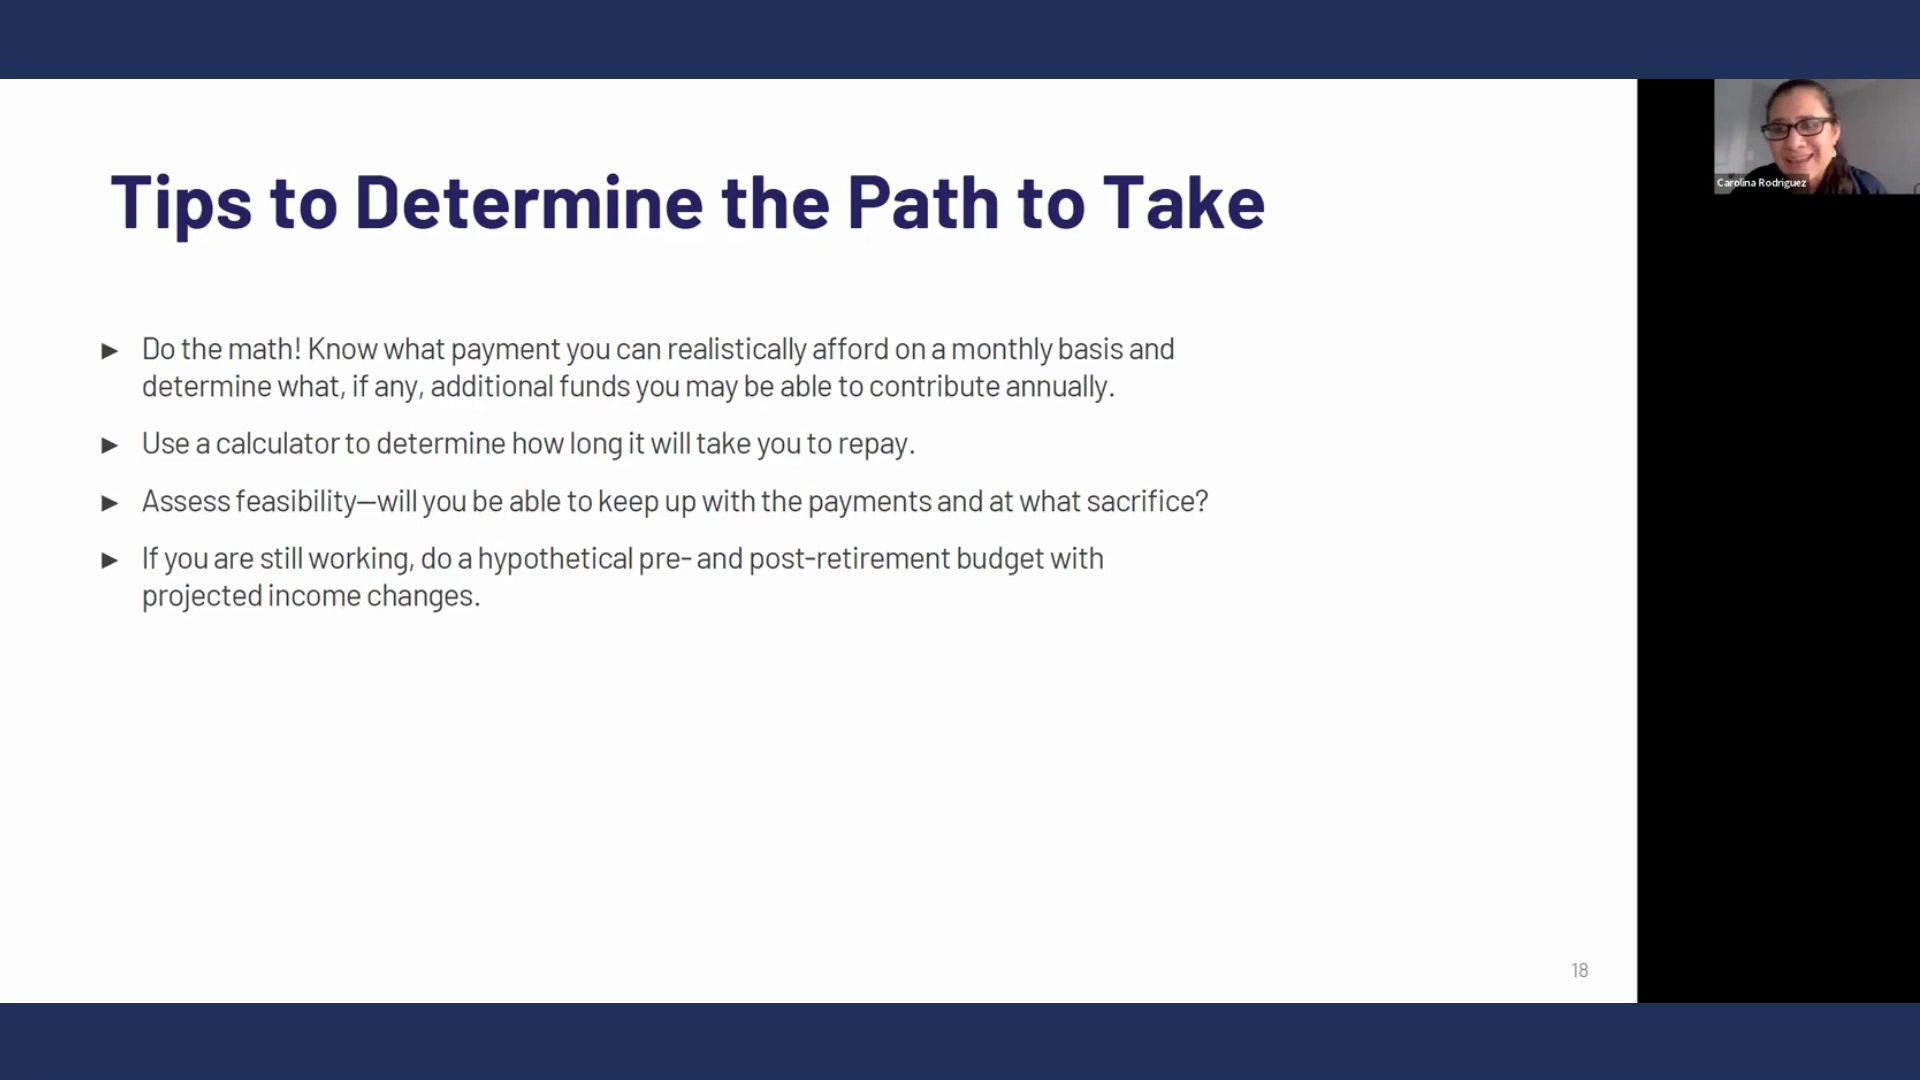 Tips to Determine the Path to Take
► Do the math! Know what payment you can realistically afford on a monthly basis and
determine what, if any, additional funds you may be able to contribute annually.
► Use a calculator to determine how long it will take you to repay.
► Assess feasibility—will you be able to keep up with the payments and at what sacrifice?
► If you are still working, do a hypothetical pre- and post-retirement budget with
projected income changes.
18
Carolina Rodriguez